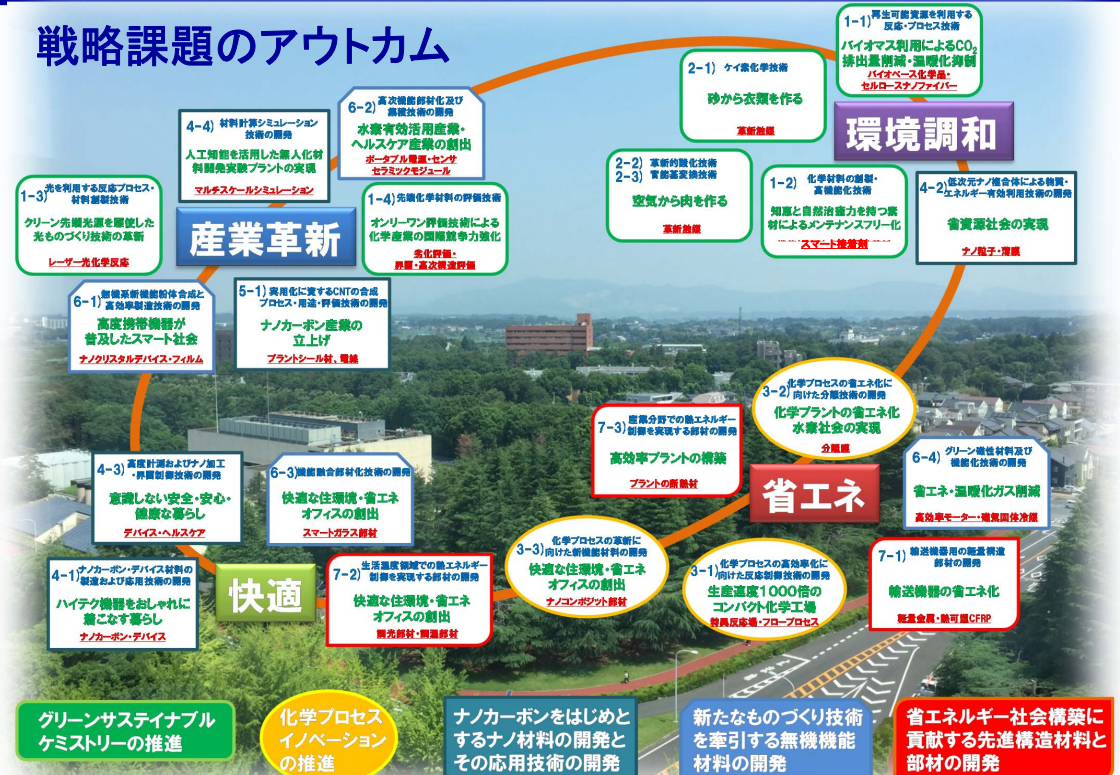 戦略課題のアウトカム
1-1)再生可能資源を利用する
反応・プロセス技術
バイオマス利用によるCO2
排出量削減・温暖化抑制
バイオベース化学品・
セルロースナノファイバー
2-1) ケイ素化学技術
砂から衣類を作る
革新触媒
環境調和
6-2) 高次機能部材化及び
集積技術の開発
水素有効活用産業・
ヘルスケア産業の創出
ポータブル電源・センサ
セラミックモジュール
4-4) 材料計算シミュレーション
技術の開発
人工知能を活用した無人化材
料開発実験プラントの実現
マルチスケールシミュレーション
2-2) 革新的酸化技術
2-3) 官能基変換技術
空気から肉を作る
革新触媒
1-2) 化学材料の創製・
高機能化技術
知恵と自然治癒力を持つ素
材によるメンテナンスフリー化
スマート接着剤
4-2)低次元ナノ複合体による物質・
エネルギー有効利用技術の開発
省資源社会の実現
ナノ粒子・薄膜
1-3)光を利用する反応プロセス・
材料創製技術
クリーン先端光源を駆使した
光ものづくり技術の革新
レーザー光化学反応
産業革新
1-4)先端化学材料の評価技術
オンリーワン評価技術による
化学産業の国際競争力強化
劣化評価・
界面・高次構造評価
6-1)無機系新機能粉体合成と
高効率製造技術の開発
高度携帯機器が
普及したスマート社会
ナノクリスタルデバイス・フィルム
5-1)実用化に資するCNTの合成
プロセス・用途・評価技術の開発
ナノカーボン産業の
立上げ
プラントシール材、電線
3-2)化学プロセスの省エネ化に
向けた分離技術の開発
化学プラントの省エネ化
水素社会の実現
分離膜
7-3)産業分野での熱エネルギー
制御を実現する部材の開発
高効率プラントの構築
プラントの断熱材
省エネ
6-4)グリーン磁性材料及び
機能化技術の開発
省エネ・温暖化ガス削減
高効率モーター・磁気固体冷媒
4-3)高度計測およびナノ加工
・界面制御技術の開発
意識しない安全・安心・
健康な暮らし
デバイス・ヘルスケア
6-3)機能融合部材化技術の開発
快適な住環境・省エネ
オフィスの創出
スマートガラス部材
3-3)化学プロセスの革新に
向けた新機能材料の開発
快適な住環境・省エネ
オフィスの創出
ナノコンポジット部材
3-1)化学プロセスの高効率化に
向けた反応制御技術の開発
生産速度1000倍の
コンパクト化学工場
特異反応場・フロープロセス
7-1)輸送機器用の軽量構造
部材の開発
輸送機器の省エネ化
軽量金属・熱可塑CFRP
4-1)ナノカーボン・デバイス材料の
製造および応用技術の開発
ハイテク機器をおしゃれに
着こなす暮らし
ナノカーボン・デバイス
快適
7-2)生活温度領域での熱エネルギー
制御を実現する部材の開発
快適な住環境・省エネ
オフィスの創出
調光部材・調湿部材
グリーンサステイナブル
ケミストリーの推進
化学プロセス
イノベーション
の推進
ナノカーボンをはじめと
するナノ材料の開発と
その応用技術の開発
新たなものづくり技術
を牽引する無機機能
材料の開発
省エネルギー社会構築に
貢献する先進構造材料と
部材の開発